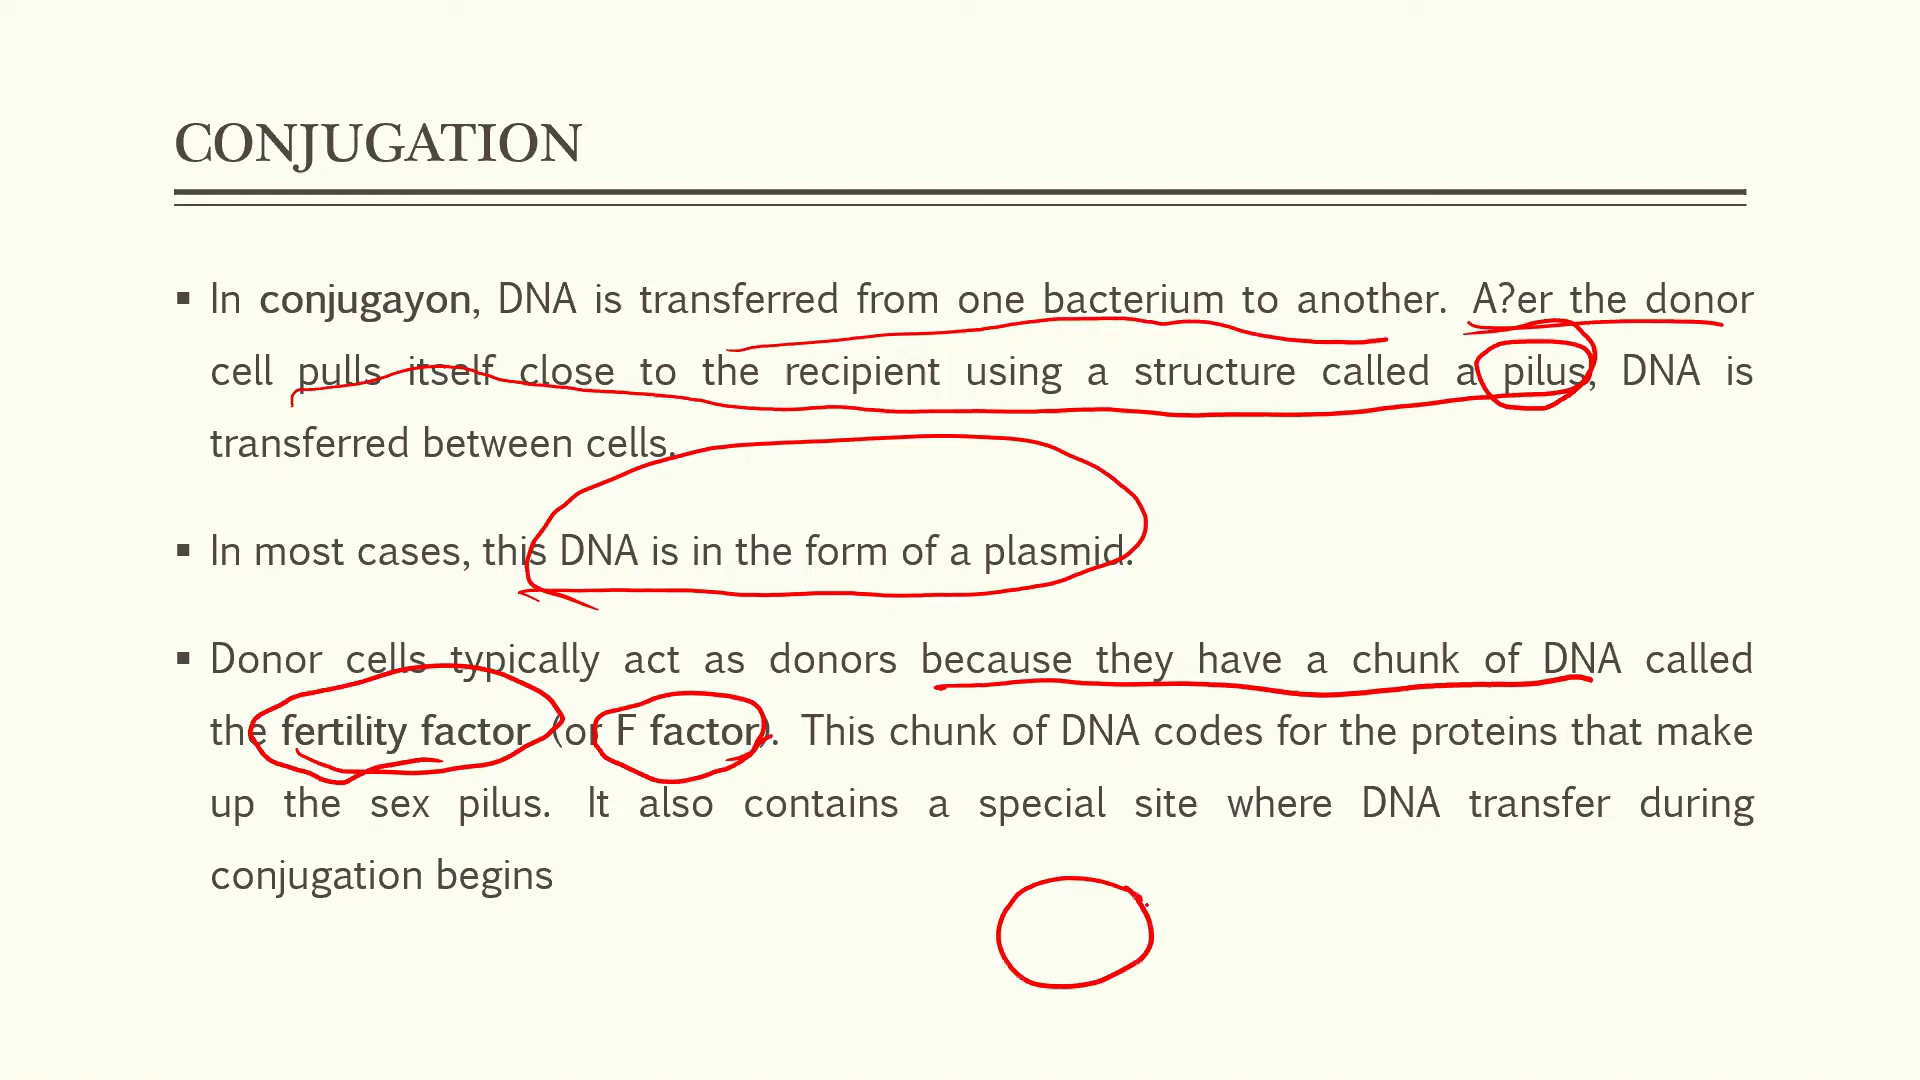 CONJUGATION
▪ In conjugayon, DNA is transferred from one bacterium to another. A?er the donor
cell pulls itself close to the recipient using a structure called a pilus, DNA is
transferred between cells.
▪ In most cases, this DNA is in the form of a plasmid.
▪ Donor cells typically act as donors because they have a chunk of DNA called
the fertility factor (or F factor). This chunk of DNA codes for the proteins that make
up the sex pilus. It also contains a special site where DNA transfer during
conjugation begins